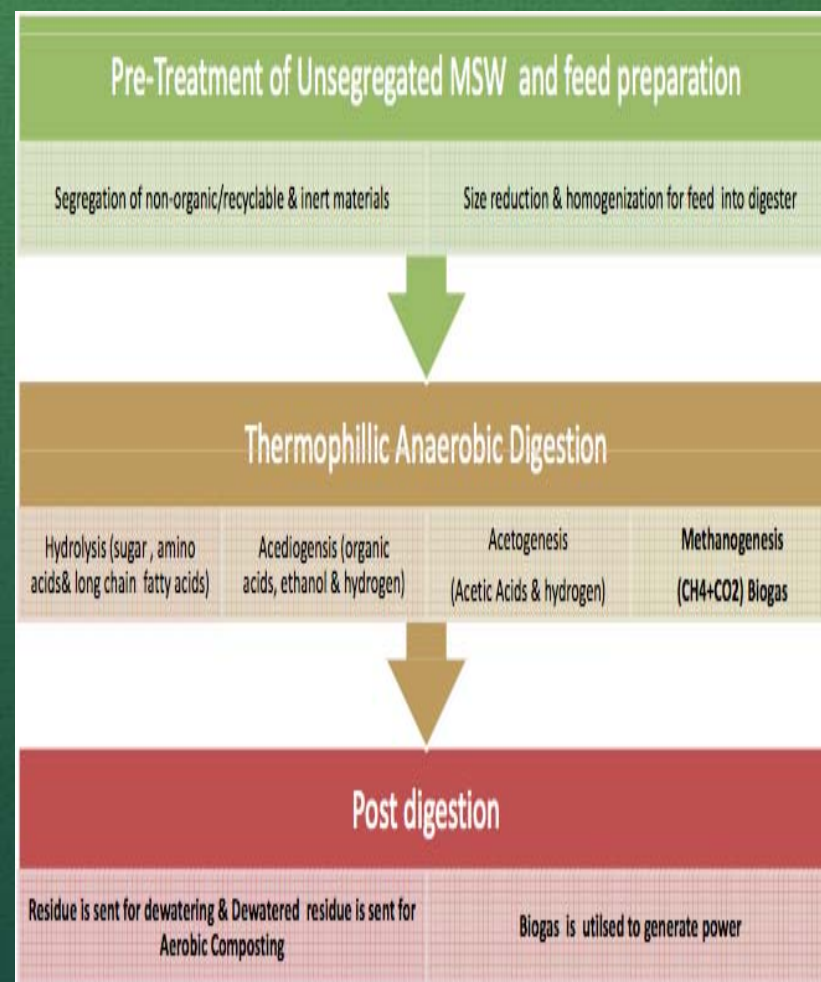 Pre-Treatment of Unsegregated MSW and feed preparation
Segregation of non-organic/recyclable & inert materials
Size reduction & homogenization for feed into digester
Thermophillic Anaerobic Digestion
Hydrolysis (sugar , amino
acids& long chain fatty acids)
Acediogensis (organic
acids, ethanol & hydrogen)
Acetogenesis
(Acetic Acids & hydrogen)
Methanogenesis
(CH4+CO2) Biogas
Post digestion
Residue is sent for dewatering & Dewatered residue is sent for
Aerobic Composting
Biogas is utilsed to generate power